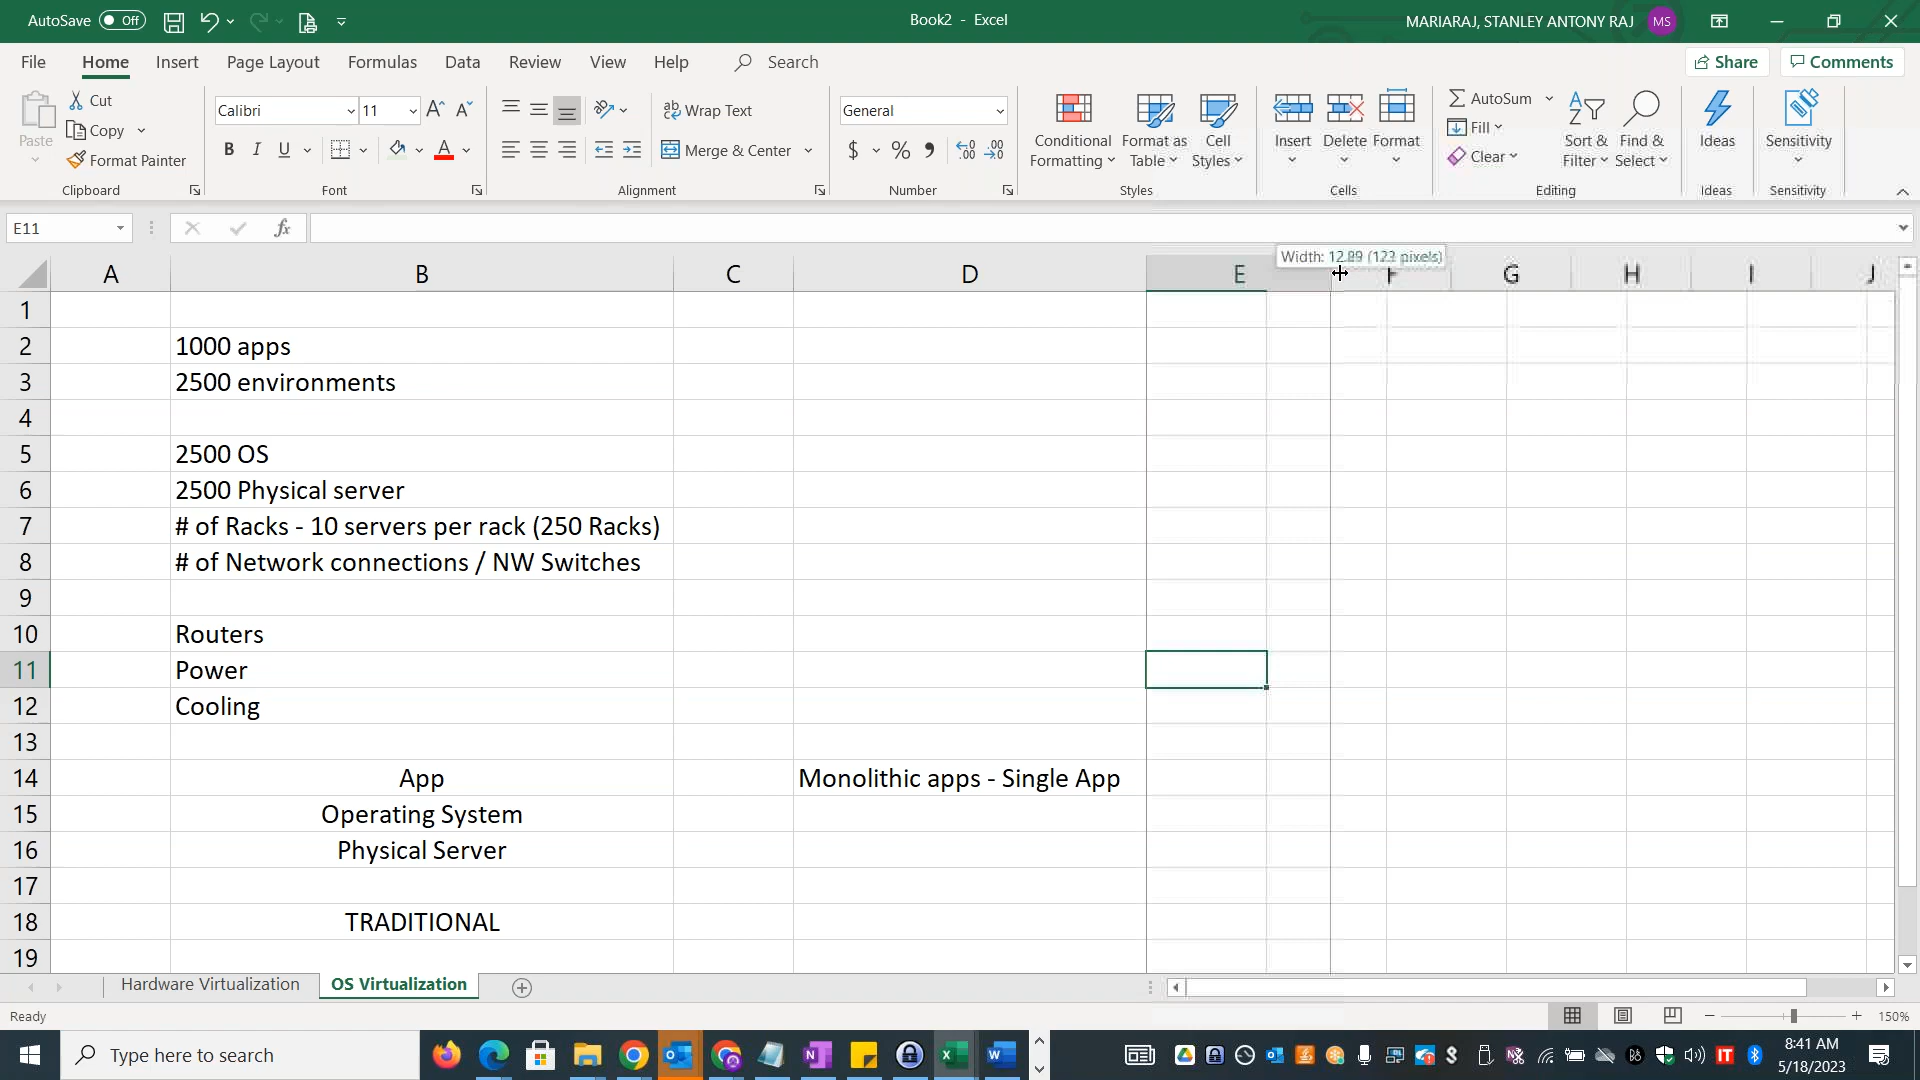 AutoSave Off
Book2 - Excel
MARIARAJ, STANLEY ANTONY RAJ MS
File Home Insert Page Layout Formulas Data Review View Help Search
Share Comments
Paste
Cut
Copy
Format Painter
Clipboard
Calibri 11
B I U
Font
Wrap Text
Merge & Center
Alignment
General
$ %
Number
Conditional Formatting
Format as Table
Cell Styles
Styles
Insert Delete Format
Cells
AutoSum
Fill
Clear
Sort & Filter
Find & Select
Editing
Ideas
Ideas
Sensitivity
Sensitivity
E11 fx
Width: 12.89 (123 pixels)
A B C D E F G H I J
1
2 1000 apps
3 2500 environments
4
5 2500 OS
6 2500 Physical server
7 # of Racks - 10 servers per rack (250 Racks)
8 # of Network connections / NW Switches
9
10 Routers
11 Power
12 Cooling
13
14 App Monolithic apps - Single App
15 Operating System
16 Physical Server
17
18 TRADITIONAL
19
Hardware Virtualization OS Virtualization
Ready
150%
Type here to search
8:41 AM
5/18/2023